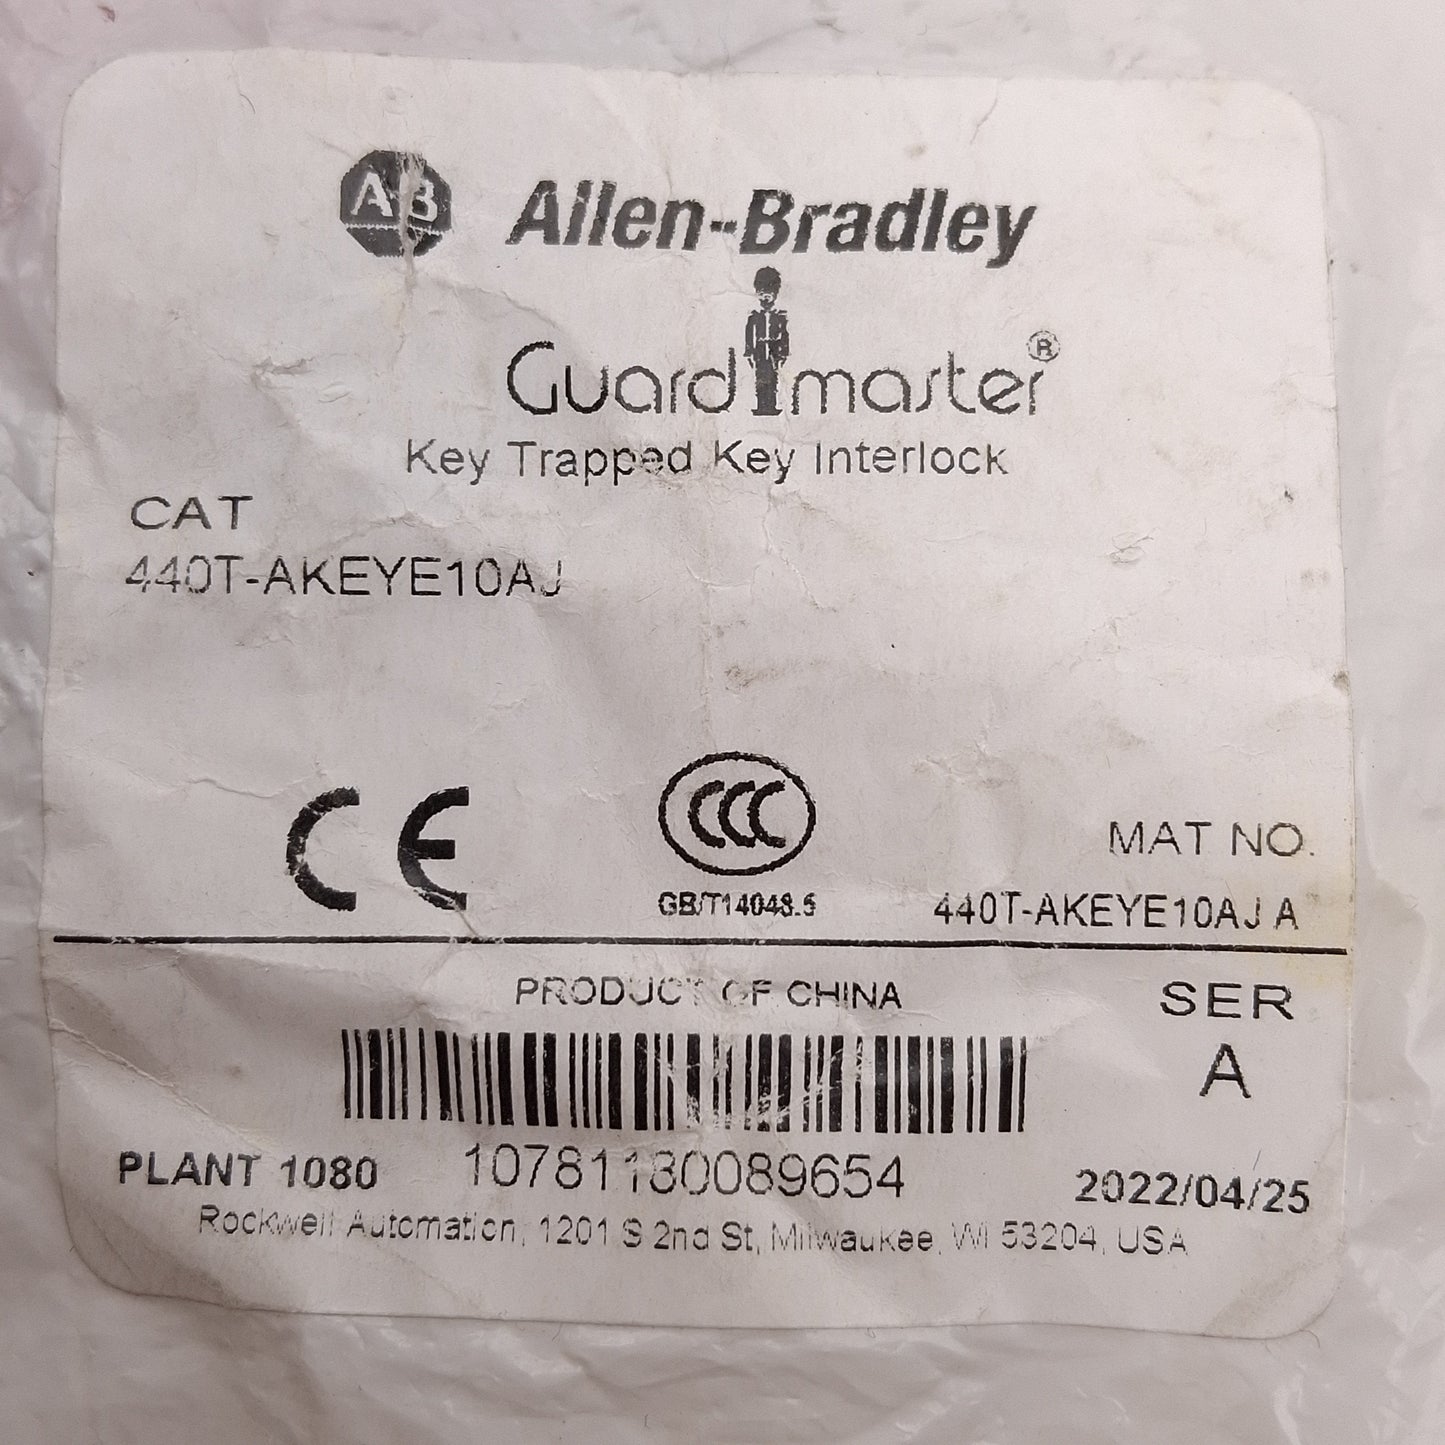 AB Allen-Bradley
Guardmaster®
Key Trapped Key Interlock
CAT
440T-AKEYE10AJ
CE
CCC
GB/T14048.5
MAT NO.
440T-AKEYE10AJ A
PRODUCT OF CHINA
SER
A
PLANT 1080
10781180089654
2022/04/25
Rockwell Automation, 1201 S 2nd St, Milwaukee, WI 53204, USA